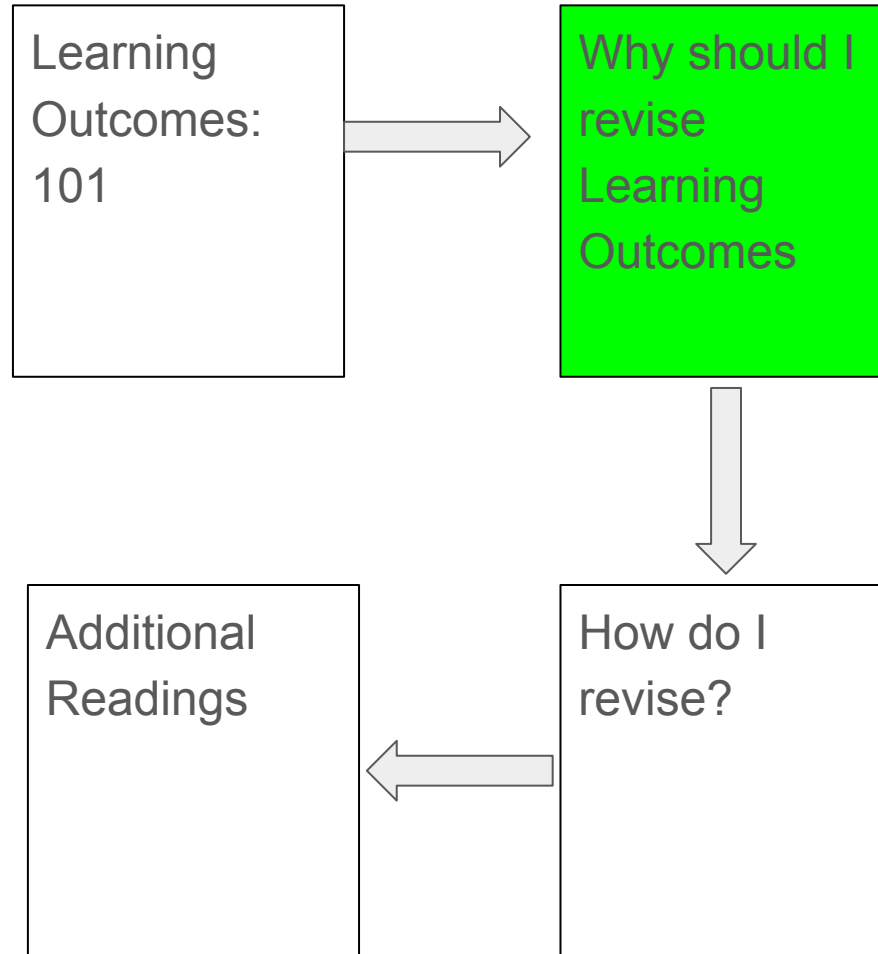 Learning
Outcomes:
101
Why should I
revise
Learning
Outcomes
How do I
revise?
Additional
Readings